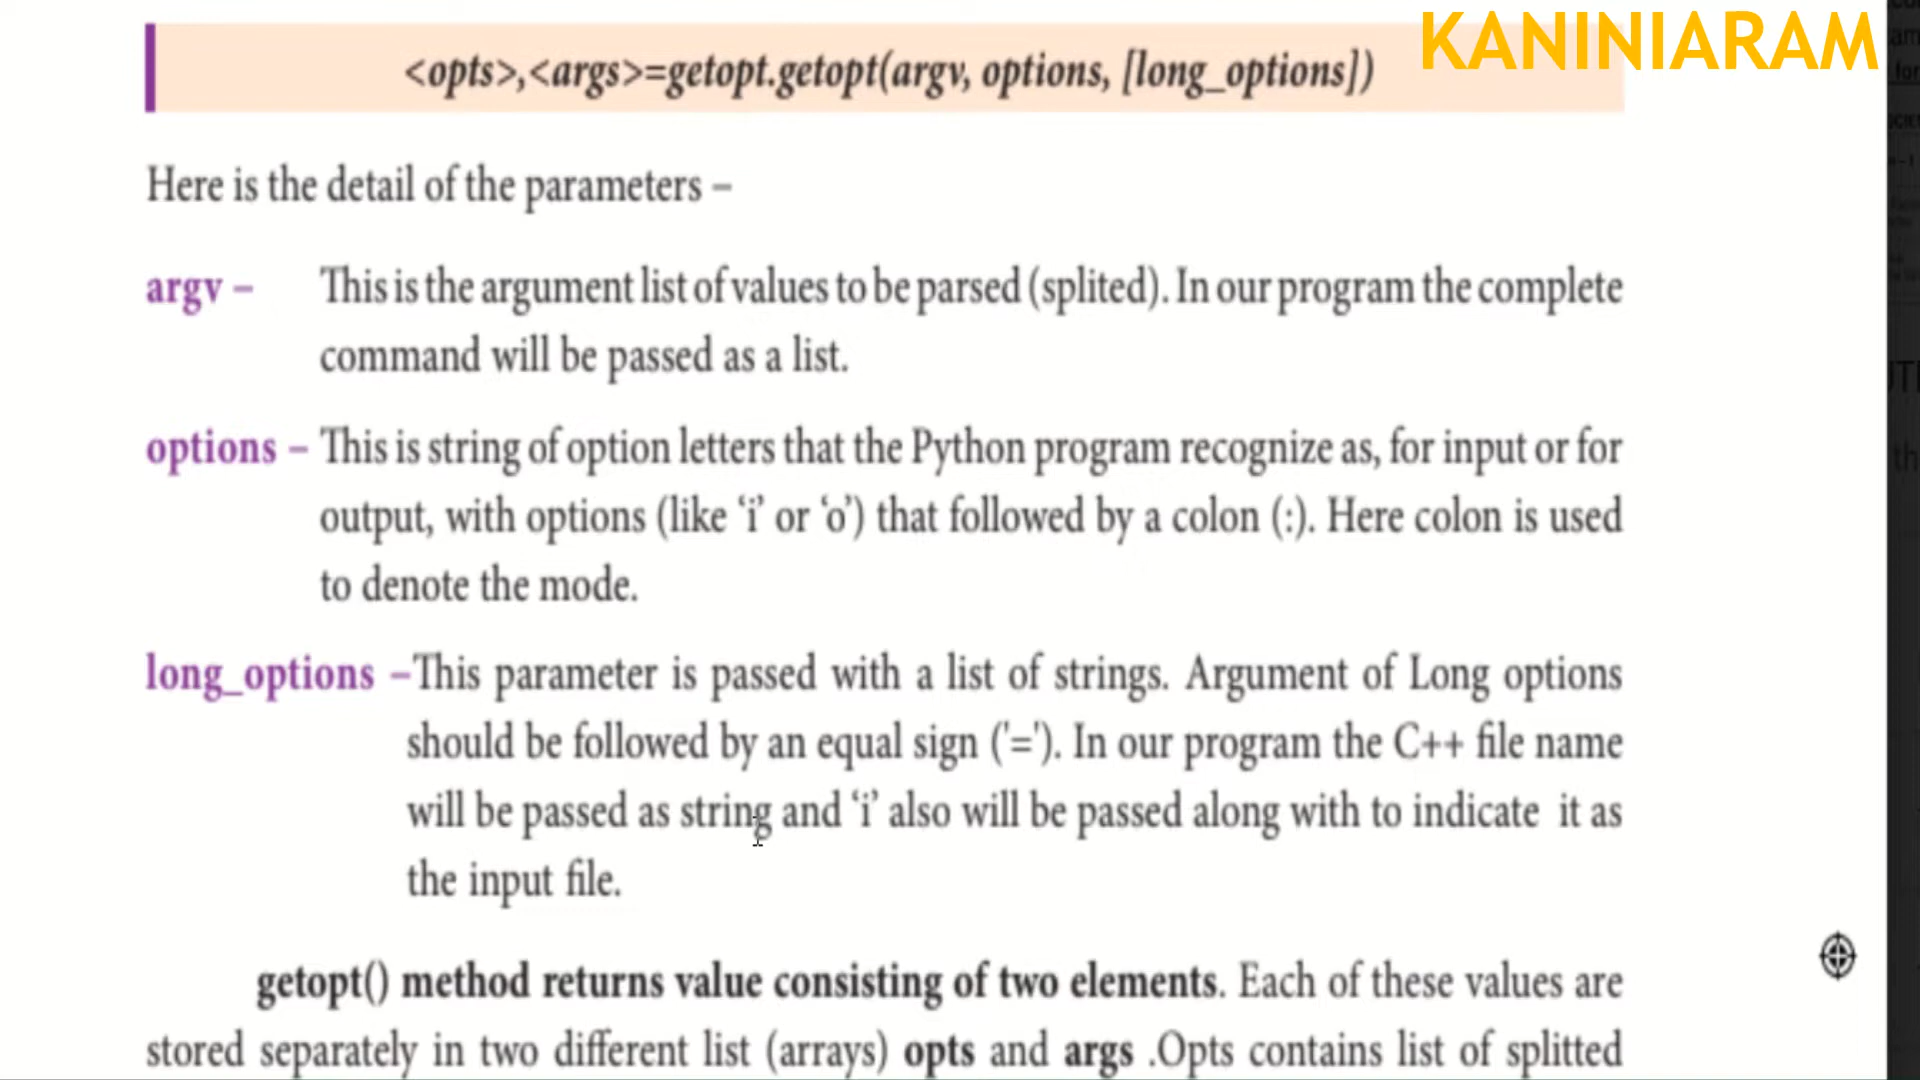 KANINIARAM
<opts>,<args>=getopt.getopt(argv, options, [long_options])
Here is the detail of the parameters –
argv – This is the argument list of values to be parsed (splited). In our program the complete
command will be passed as a list.
options – This is string of option letters that the Python program recognize as, for input or for
output, with options (like ‘i’ or ‘o’) that followed by a colon (:). Here colon is used
to denote the mode.
long_options –This parameter is passed with a list of strings. Argument of Long options
should be followed by an equal sign ('='). In our program the C++ file name
will be passed as string and ‘i’ also will be passed along with to indicate it as
the input file.
getopt() method returns value consisting of two elements. Each of these values are
stored separately in two different list (arrays) opts and args .Opts contains list of splitted